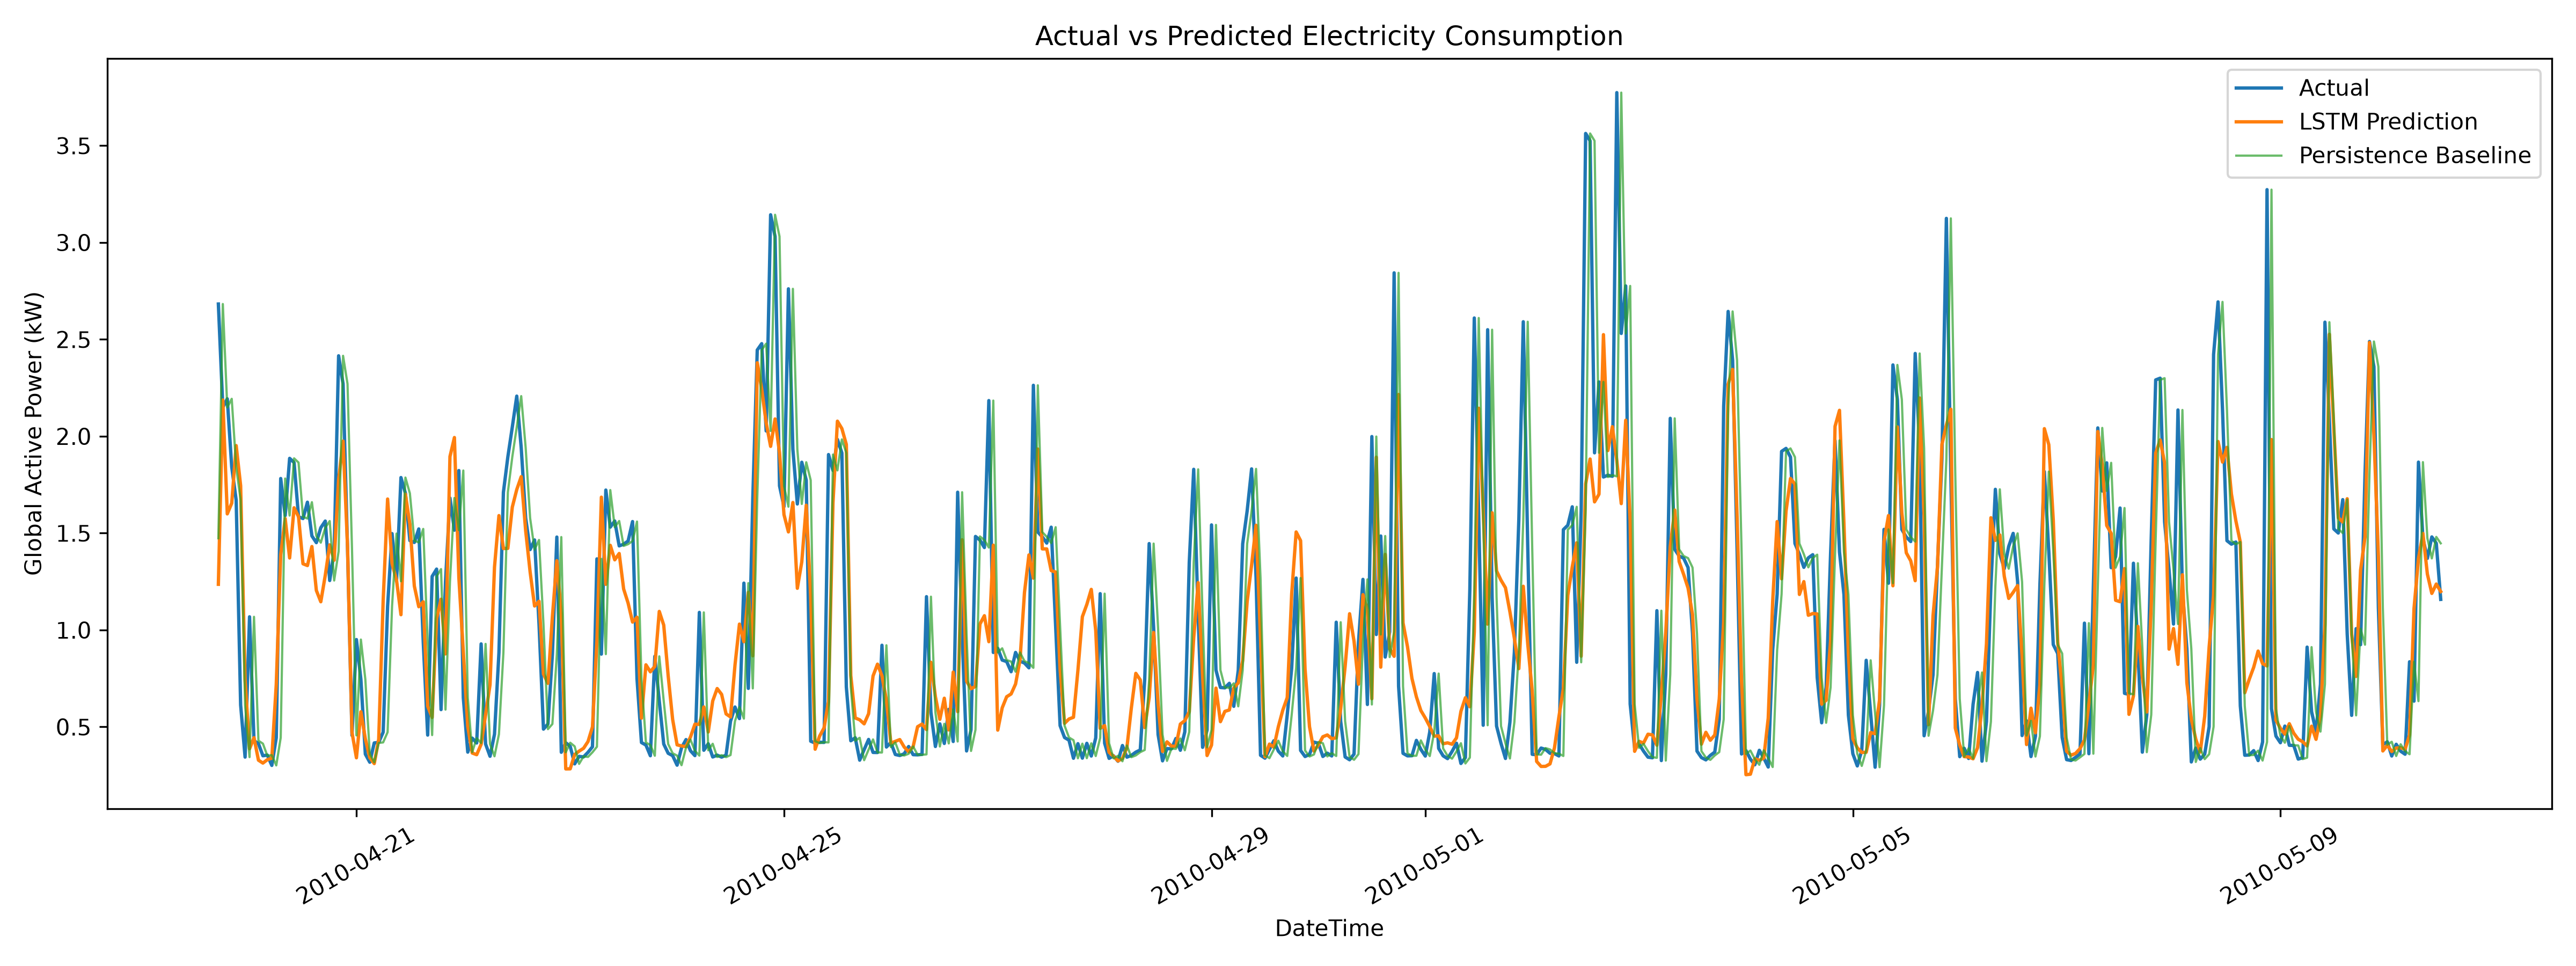 Actual vs Predicted Electricity Consumption
Actual
LSTM Prediction
Persistence Baseline
Global Active Power (kW)
3.5
3.0
2.5
2.0
1.5
1.0
0.5
2010-04-21
2010-04-25
2010-04-29
2010-05-01
2010-05-05
2010-05-09
DateTime